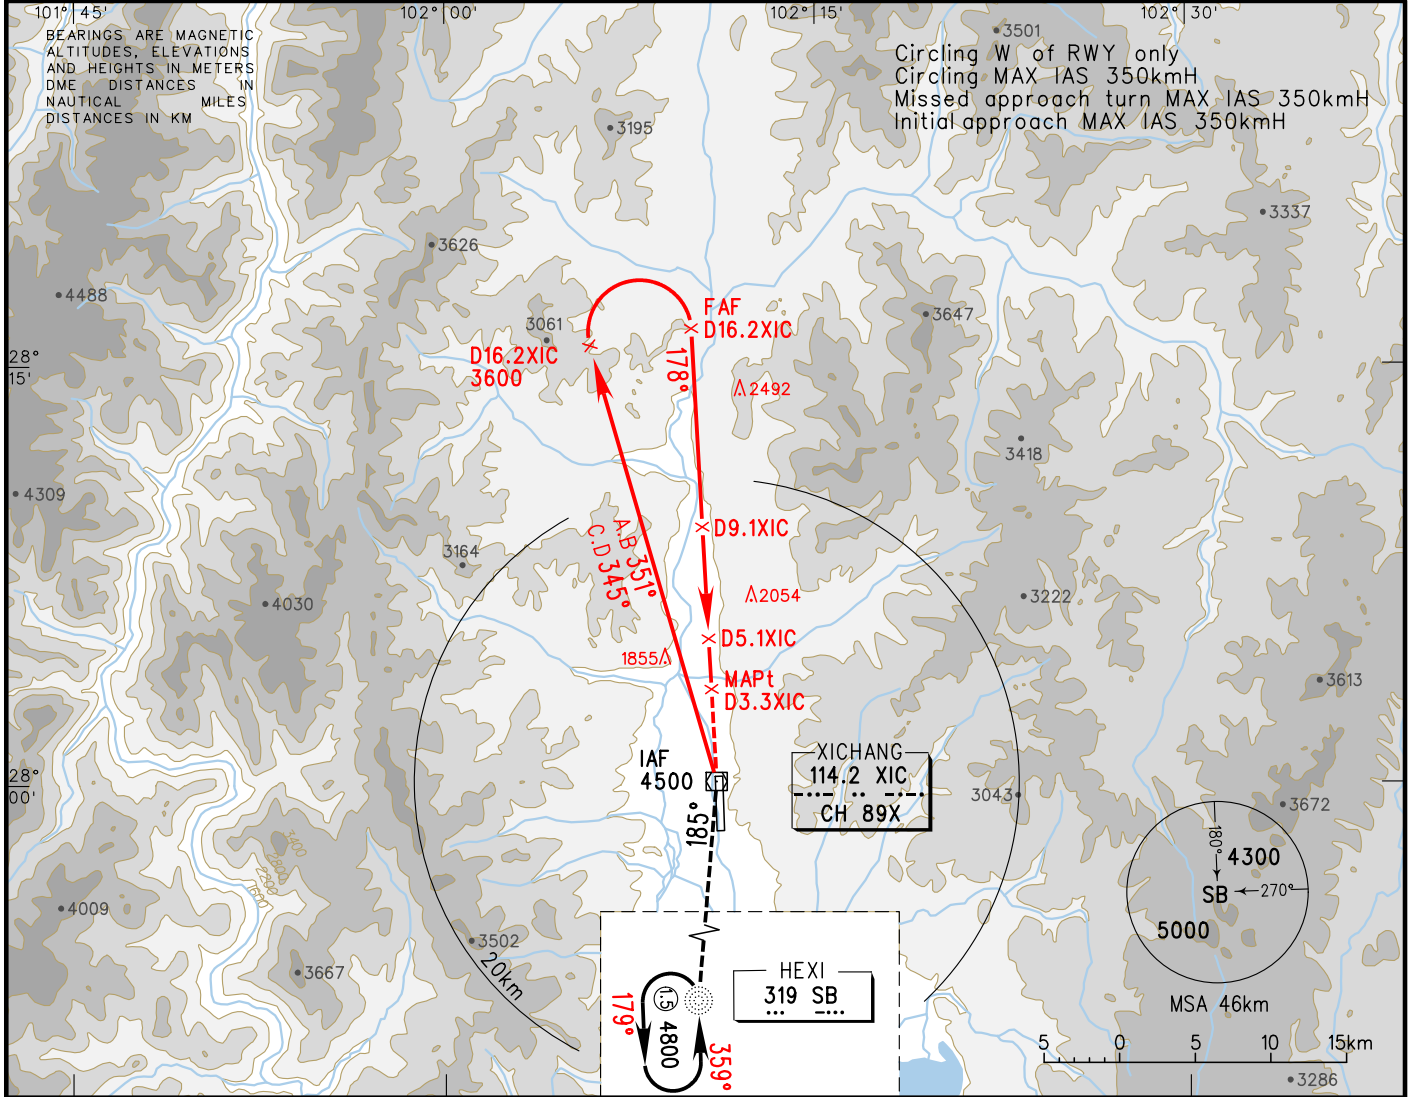 101° 45'
102° 00'
102° 15'
102° 30'
BEARINGS ARE MAGNETIC
ALTITUDES, ELEVATIONS
AND HEIGHTS IN METERS
DME DISTANCES IN
NAUTICAL MILES
DISTANCES IN KM
3501
Circling W of RWY only
Circling MAX IAS 350kmH
Missed approach turn MAX IAS 350kmH
Initial approach MAX IAS 350kmH
3195
3337
3626
4488
3061
FAF
D16.2XIC
3647
D16.2XIC
3600
28°
15'
178°
2492
3418
4309
A.B 351°
C.D 345°
D9.1XIC
3164
4030
2054
3222
D5.1XIC
1855
MAPt
D3.3XIC
3613
IAF
4500
XICHANG
114.2 XIC
CH 89X
28°
00'
3043
3672
185°
180°
4300
SB
270°
5000
3400
2800
2200
1600
4009
3502
20km
3667
HEXI
319 SB
MSA 46km
179°
1.5
4800
359°
5 0 5 10 15km
3286